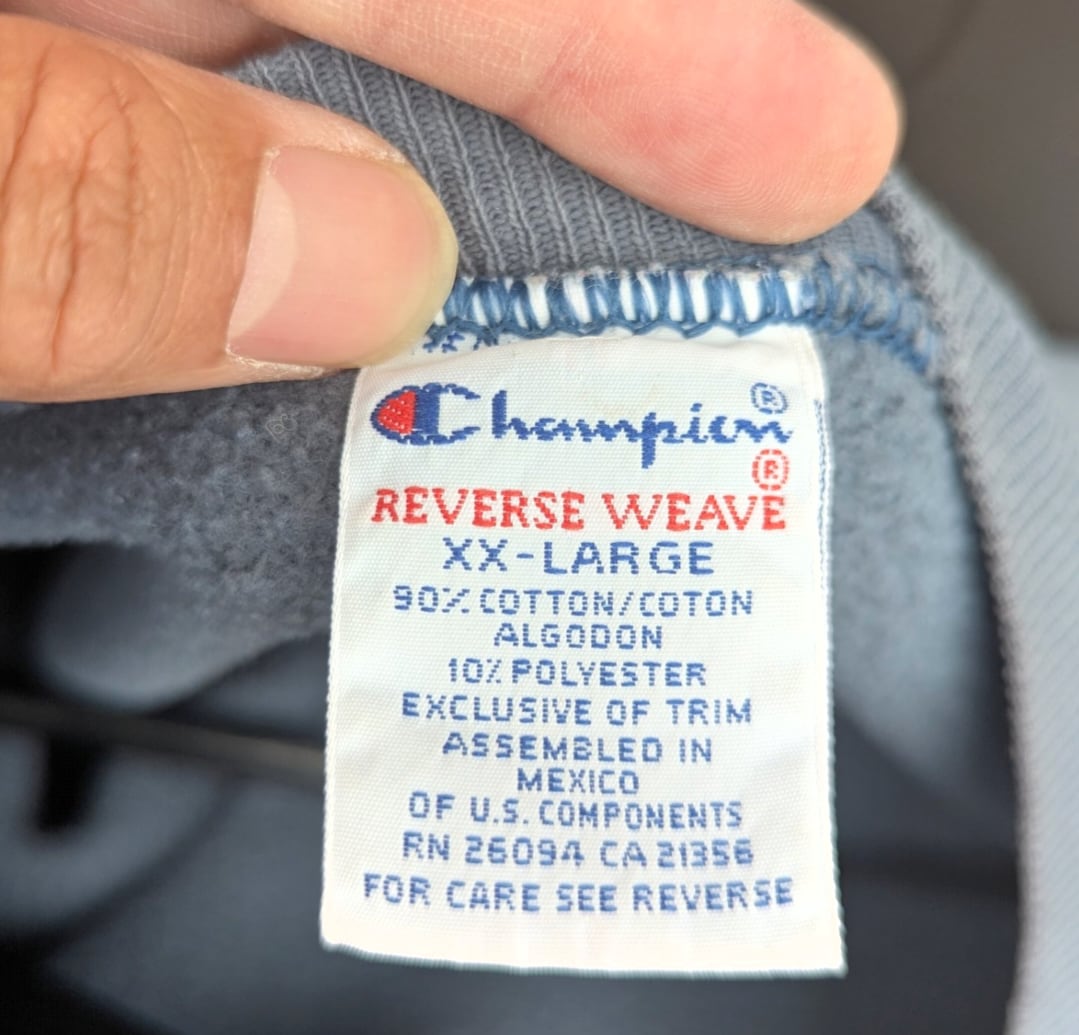 Champion®
®
REVERSE WEAVE
XX-LARGE
90% COTTON/COTON
ALGODON
10% POLYESTER
EXCLUSIVE OF TRIM
ASSEMBLED IN
MEXICO
OF U.S. COMPONENTS
RN 26094 CA 21356
FOR CARE SEE REVERSE